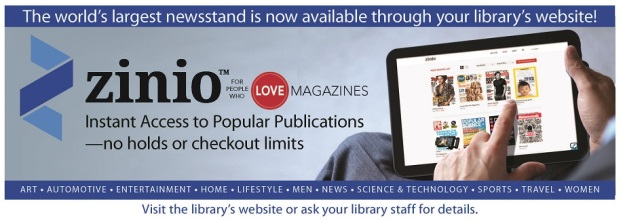 The world's largest newsstand is now available through your library's website!
zinio™
FOR
PEOPLE
WHO
LOVE MAGAZINES
Instant Access to Popular Publications
—no holds or checkout limits
zinio
ART • AUTOMOTIVE • ENTERTAINMENT • HOME • LIFESTYLE • MEN • NEWS • SCIENCE & TECHNOLOGY • SPORTS • TRAVEL • WOMEN
Visit the library's website or ask your library staff for details.